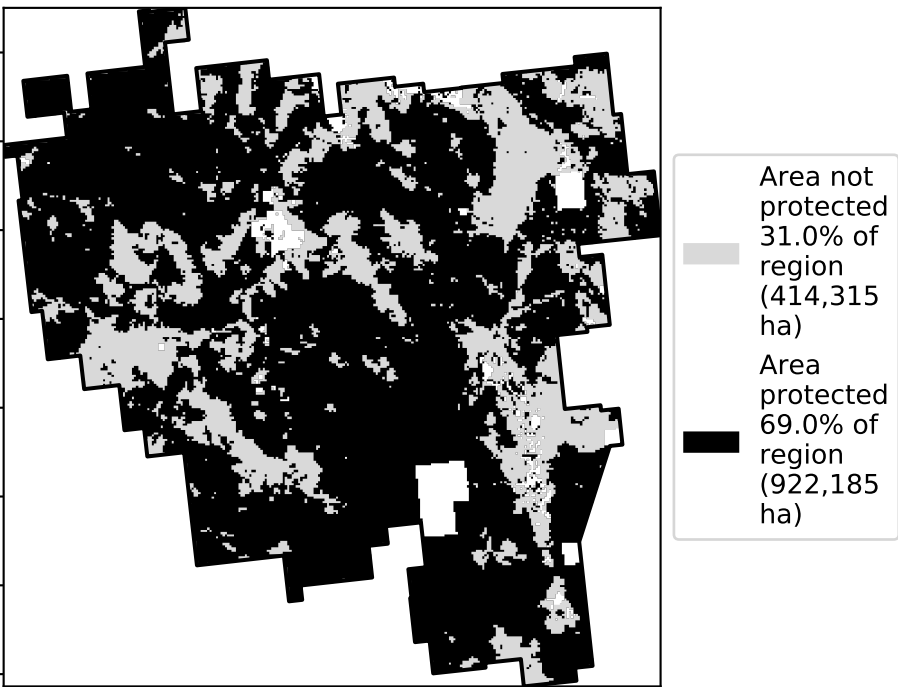 Area not
protected
31.0% of
region
(414,315
ha)
Area
protected
69.0% of
region
(922,185
ha)